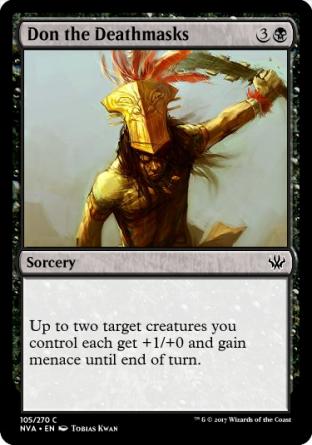 Don the Deathmasks 3
Sorcery
Up to two target creatures you
control each get +1/+0 and gain
menace until end of turn.
105/270 C
NVA • EN Tobias Kwan
™ & © 2017 Wizards of the Coast